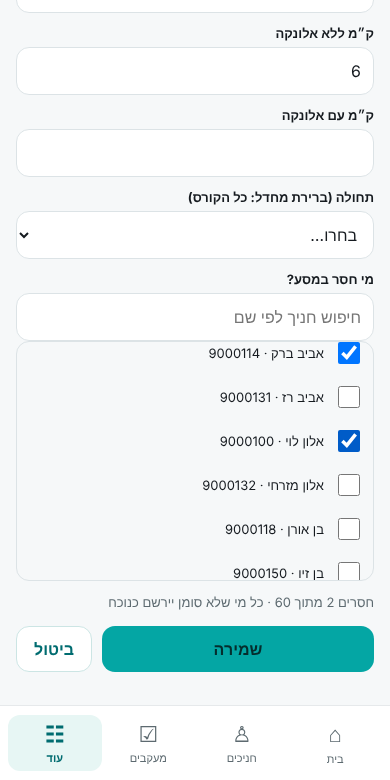 ק״מ ללא אלונקה
6
ק״מ עם אלונקה
תחולה (ברירת מחדל: כל הקורס)
בחרו...
מי חסר במסע?
חיפוש חניך לפי שם
אביב ברק · 9000114
אביב רז · 9000131
אלון לוי · 9000100
אלון מזרחי · 9000132
בן אורן · 9000118
בן זיו · 9000150
חסרים 2 מתוך 60 · כל מי שלא סומן יירשם כנוכח
שמירה
ביטול
בית
חניכים
מעקבים
עוד